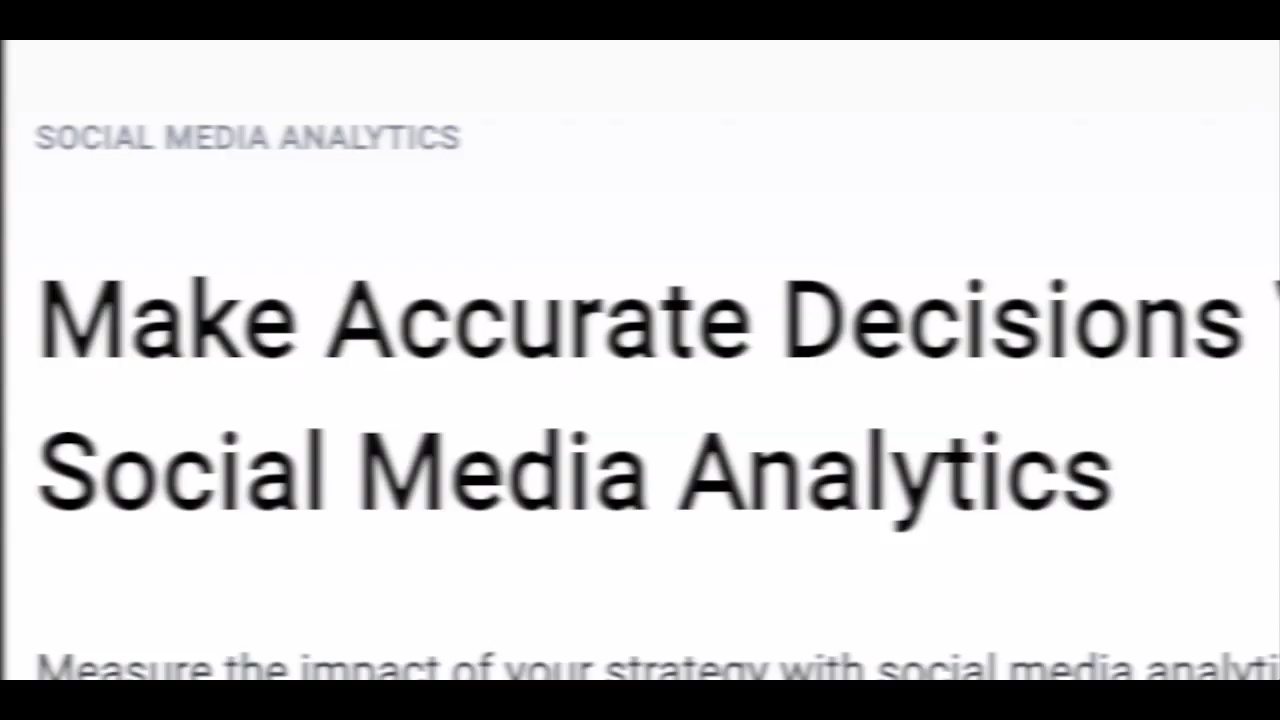 SOCIAL MEDIA ANALYTICS
Make Accurate Decisions
Social Media Analytics
Measure the impact of your strategy with social media